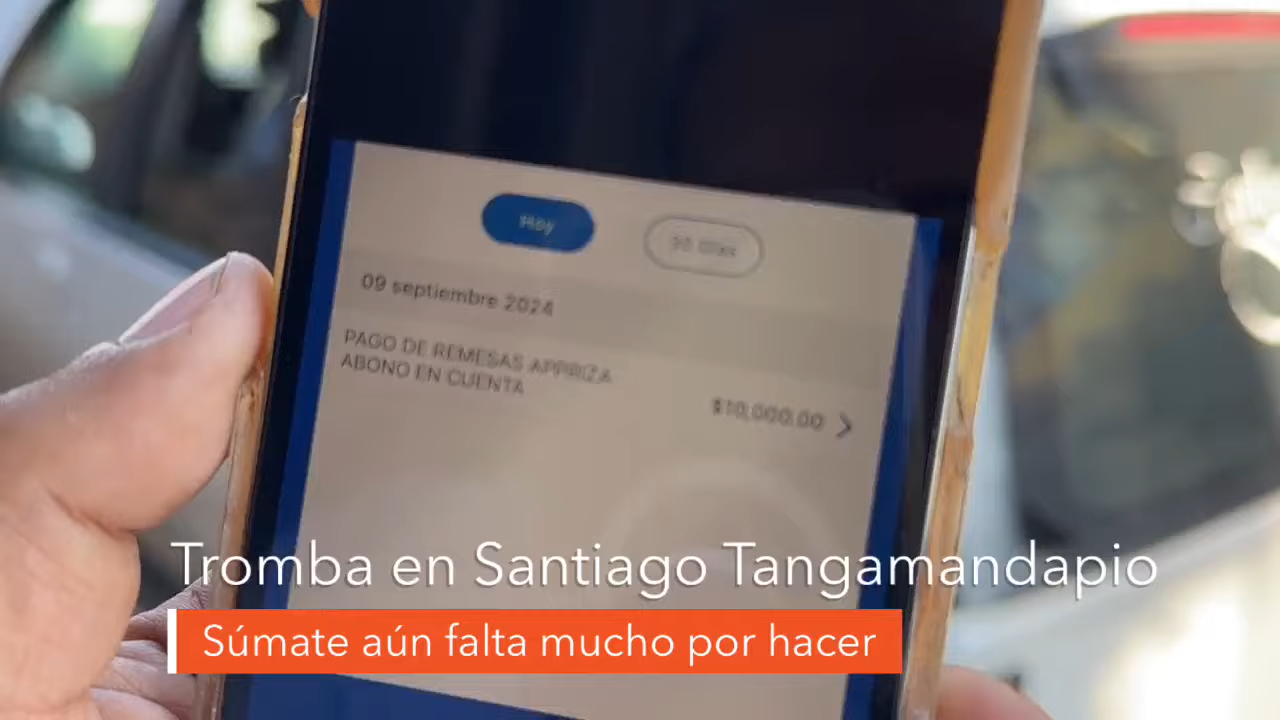 Hoy
30 días
09 septiembre 2024
PAGO DE REMESAS APPRIZA
ABONO EN CUENTA
$10,000.00
Tromba en Santiago Tangamandapio
Súmate aún falta mucho por hacer